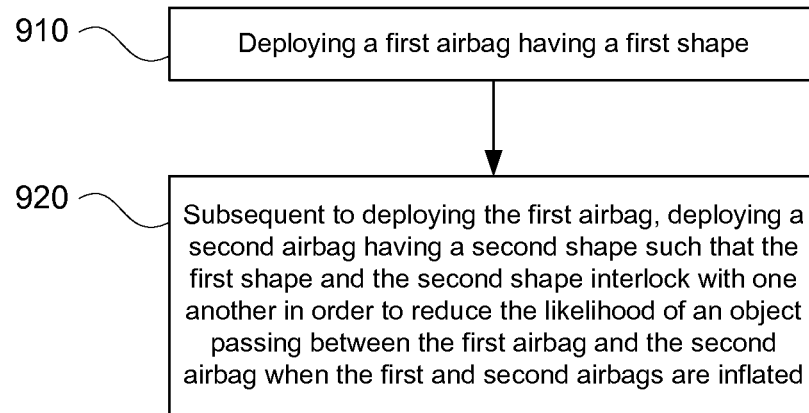 910
Deploying a first airbag having a first shape
920
Subsequent to deploying the first airbag, deploying a
second airbag having a second shape such that the
first shape and the second shape interlock with one
another in order to reduce the likelihood of an object
passing between the first airbag and the second
airbag when the first and second airbags are inflated